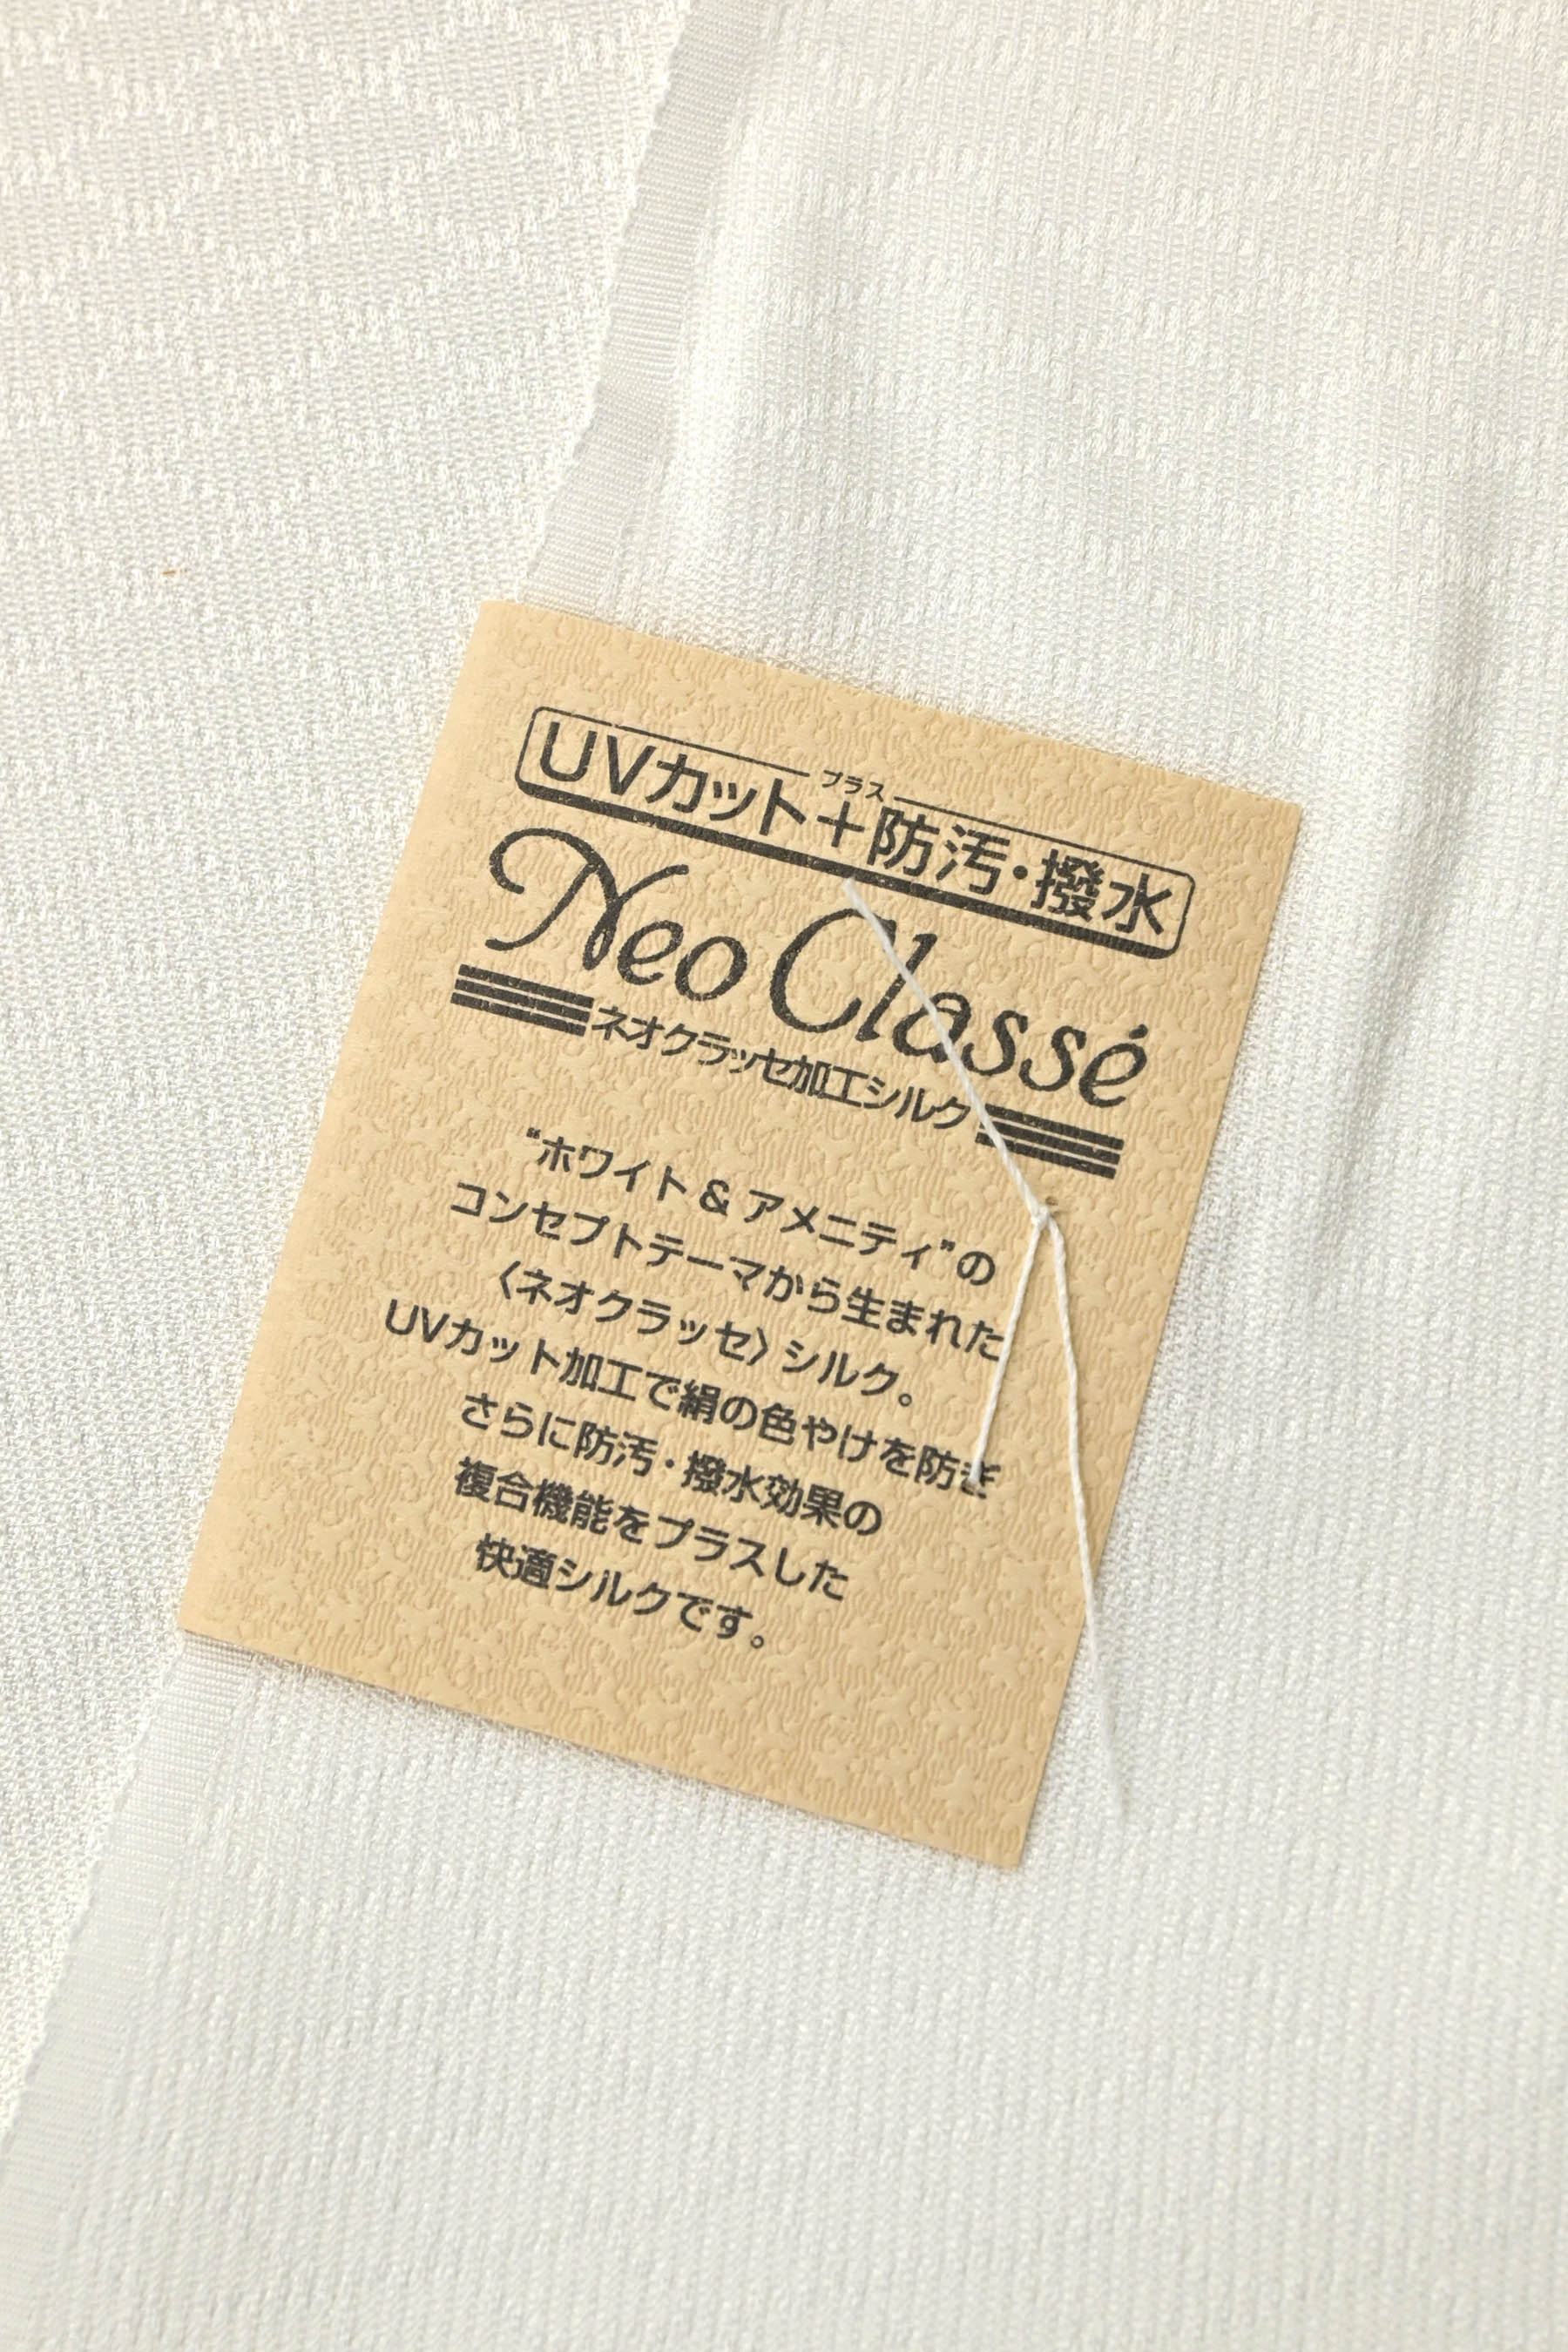 UVカット+防汚・撥水
プラス
Neo Classé
ネオクラッセ加工シルク
“ホワイト&アメニティ”の
コンセプトテーマから生まれた
〈ネオクラッセ〉シルク。
UVカット加工で絹の色やけを防ぎ
さらに防汚・撥水効果の
複合機能をプラスした
快適シルクです。